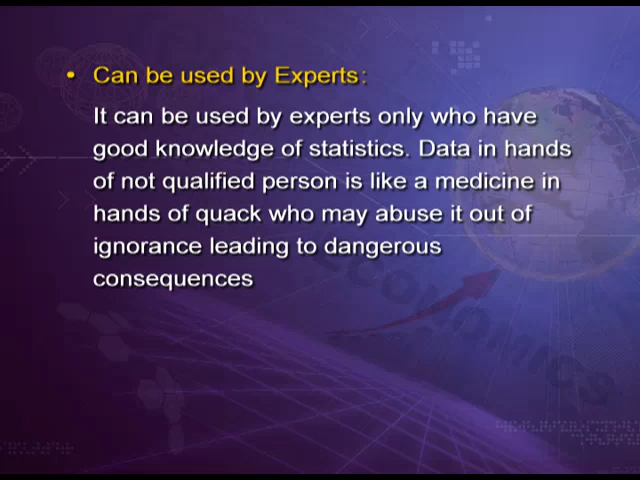 • Can be used by Experts:
It can be used by experts only who have
good knowledge of statistics. Data in hands
of not qualified person is like a medicine in
hands of quack who may abuse it out of
ignorance leading to dangerous
consequences
ECONOMICS